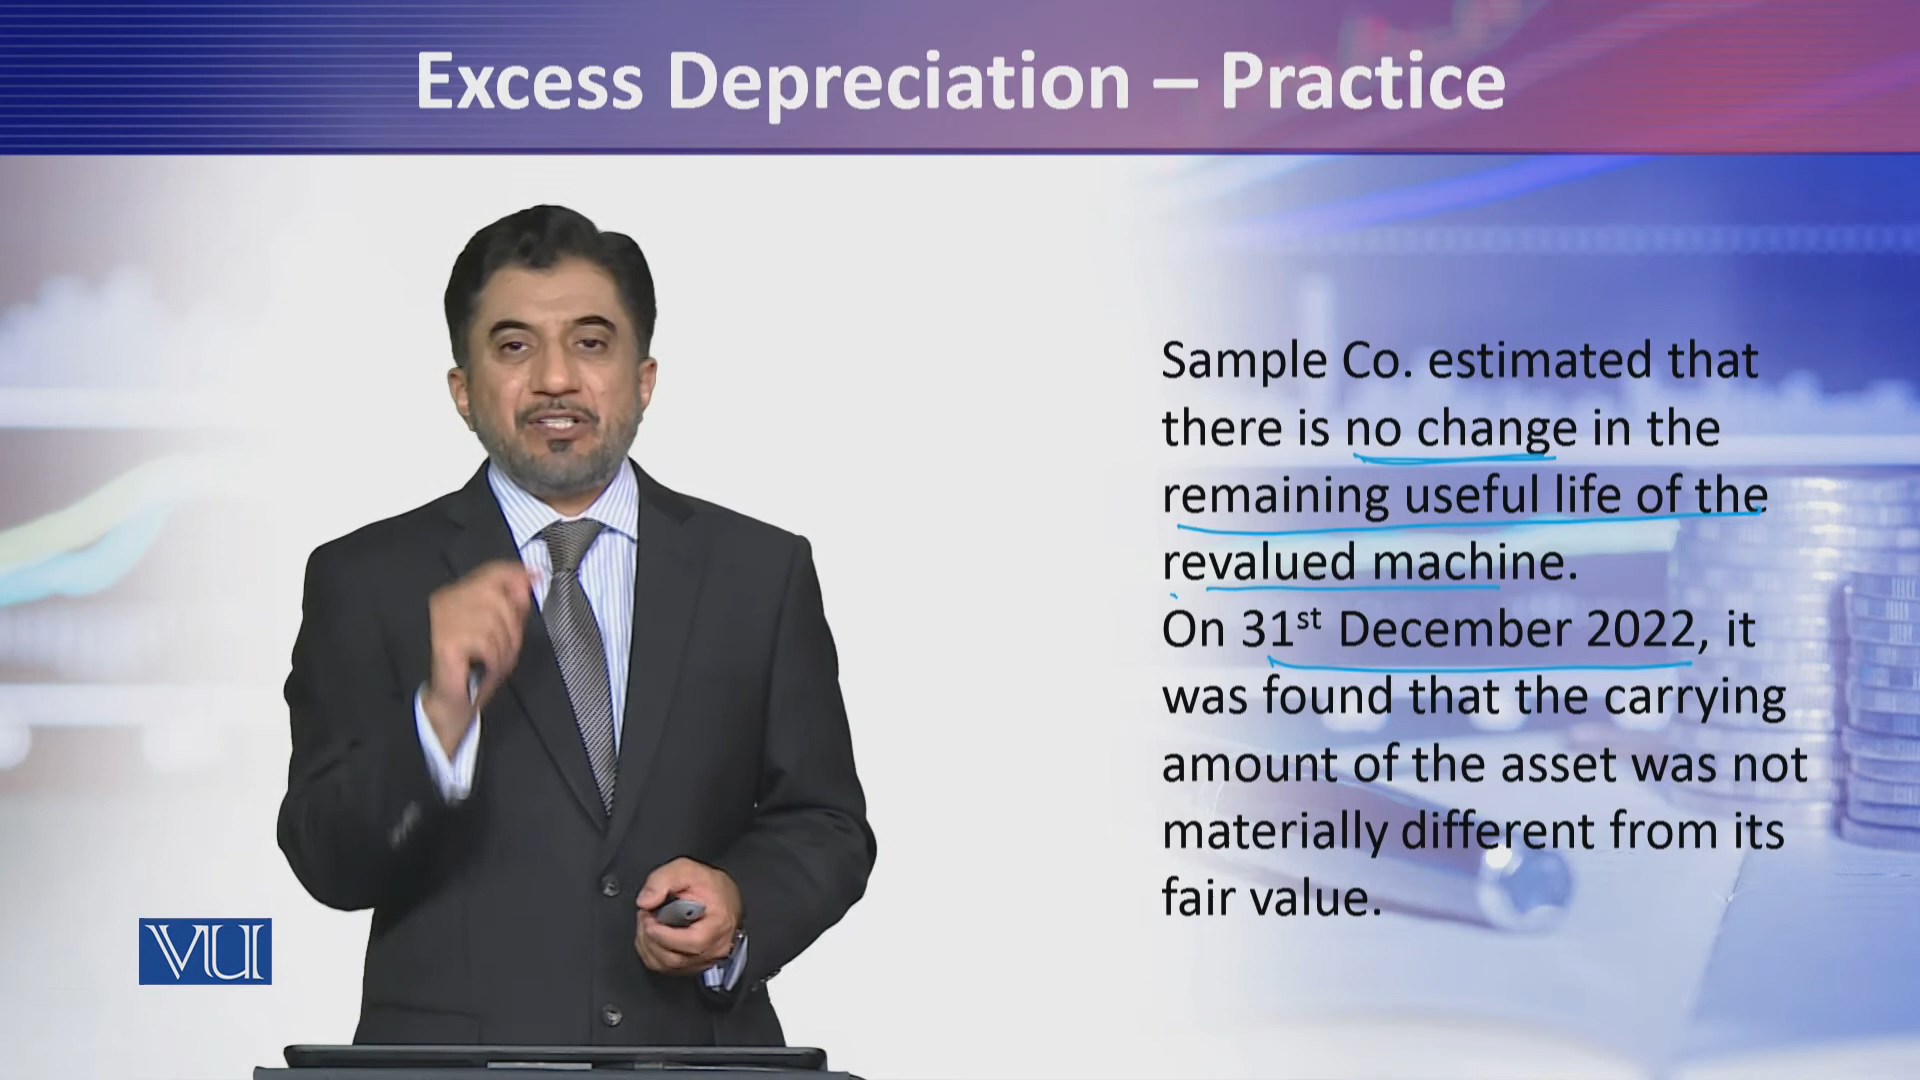 Excess Depreciation – Practice
Sample Co. estimated that
there is no change in the
remaining useful life of the
revalued machine.
On 31st December 2022, it
was found that the carrying
amount of the asset was not
materially different from its
fair value.
VU